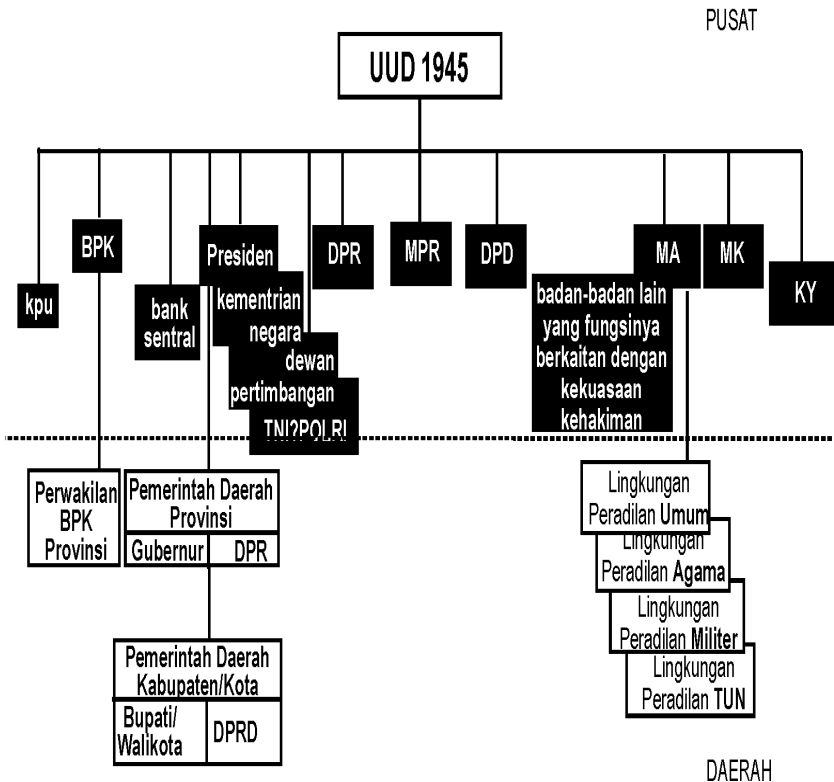 PUSAT
UUD 1945
kpu
BPK
bank
sentral
Presiden
kementrian
negara
dewan
pertimbangan
TNI?POLRI
DPR
MPR
DPD
badan-badan lain
yang fungsinya
berkaitan dengan
kekuasaan
kehakiman
MA
MK
KY
Perwakilan
BPK
Provinsi
Pemerintah Daerah
Provinsi
Gubernur
DPR
Pemerintah Daerah
Kabupaten/Kota
Bupati/
Walikota
DPRD
Lingkungan
Peradilan Umum
Lingkungan
Peradilan Agama
Lingkungan
Peradilan Militer
Lingkungan
Peradilan TUN
DAERAH